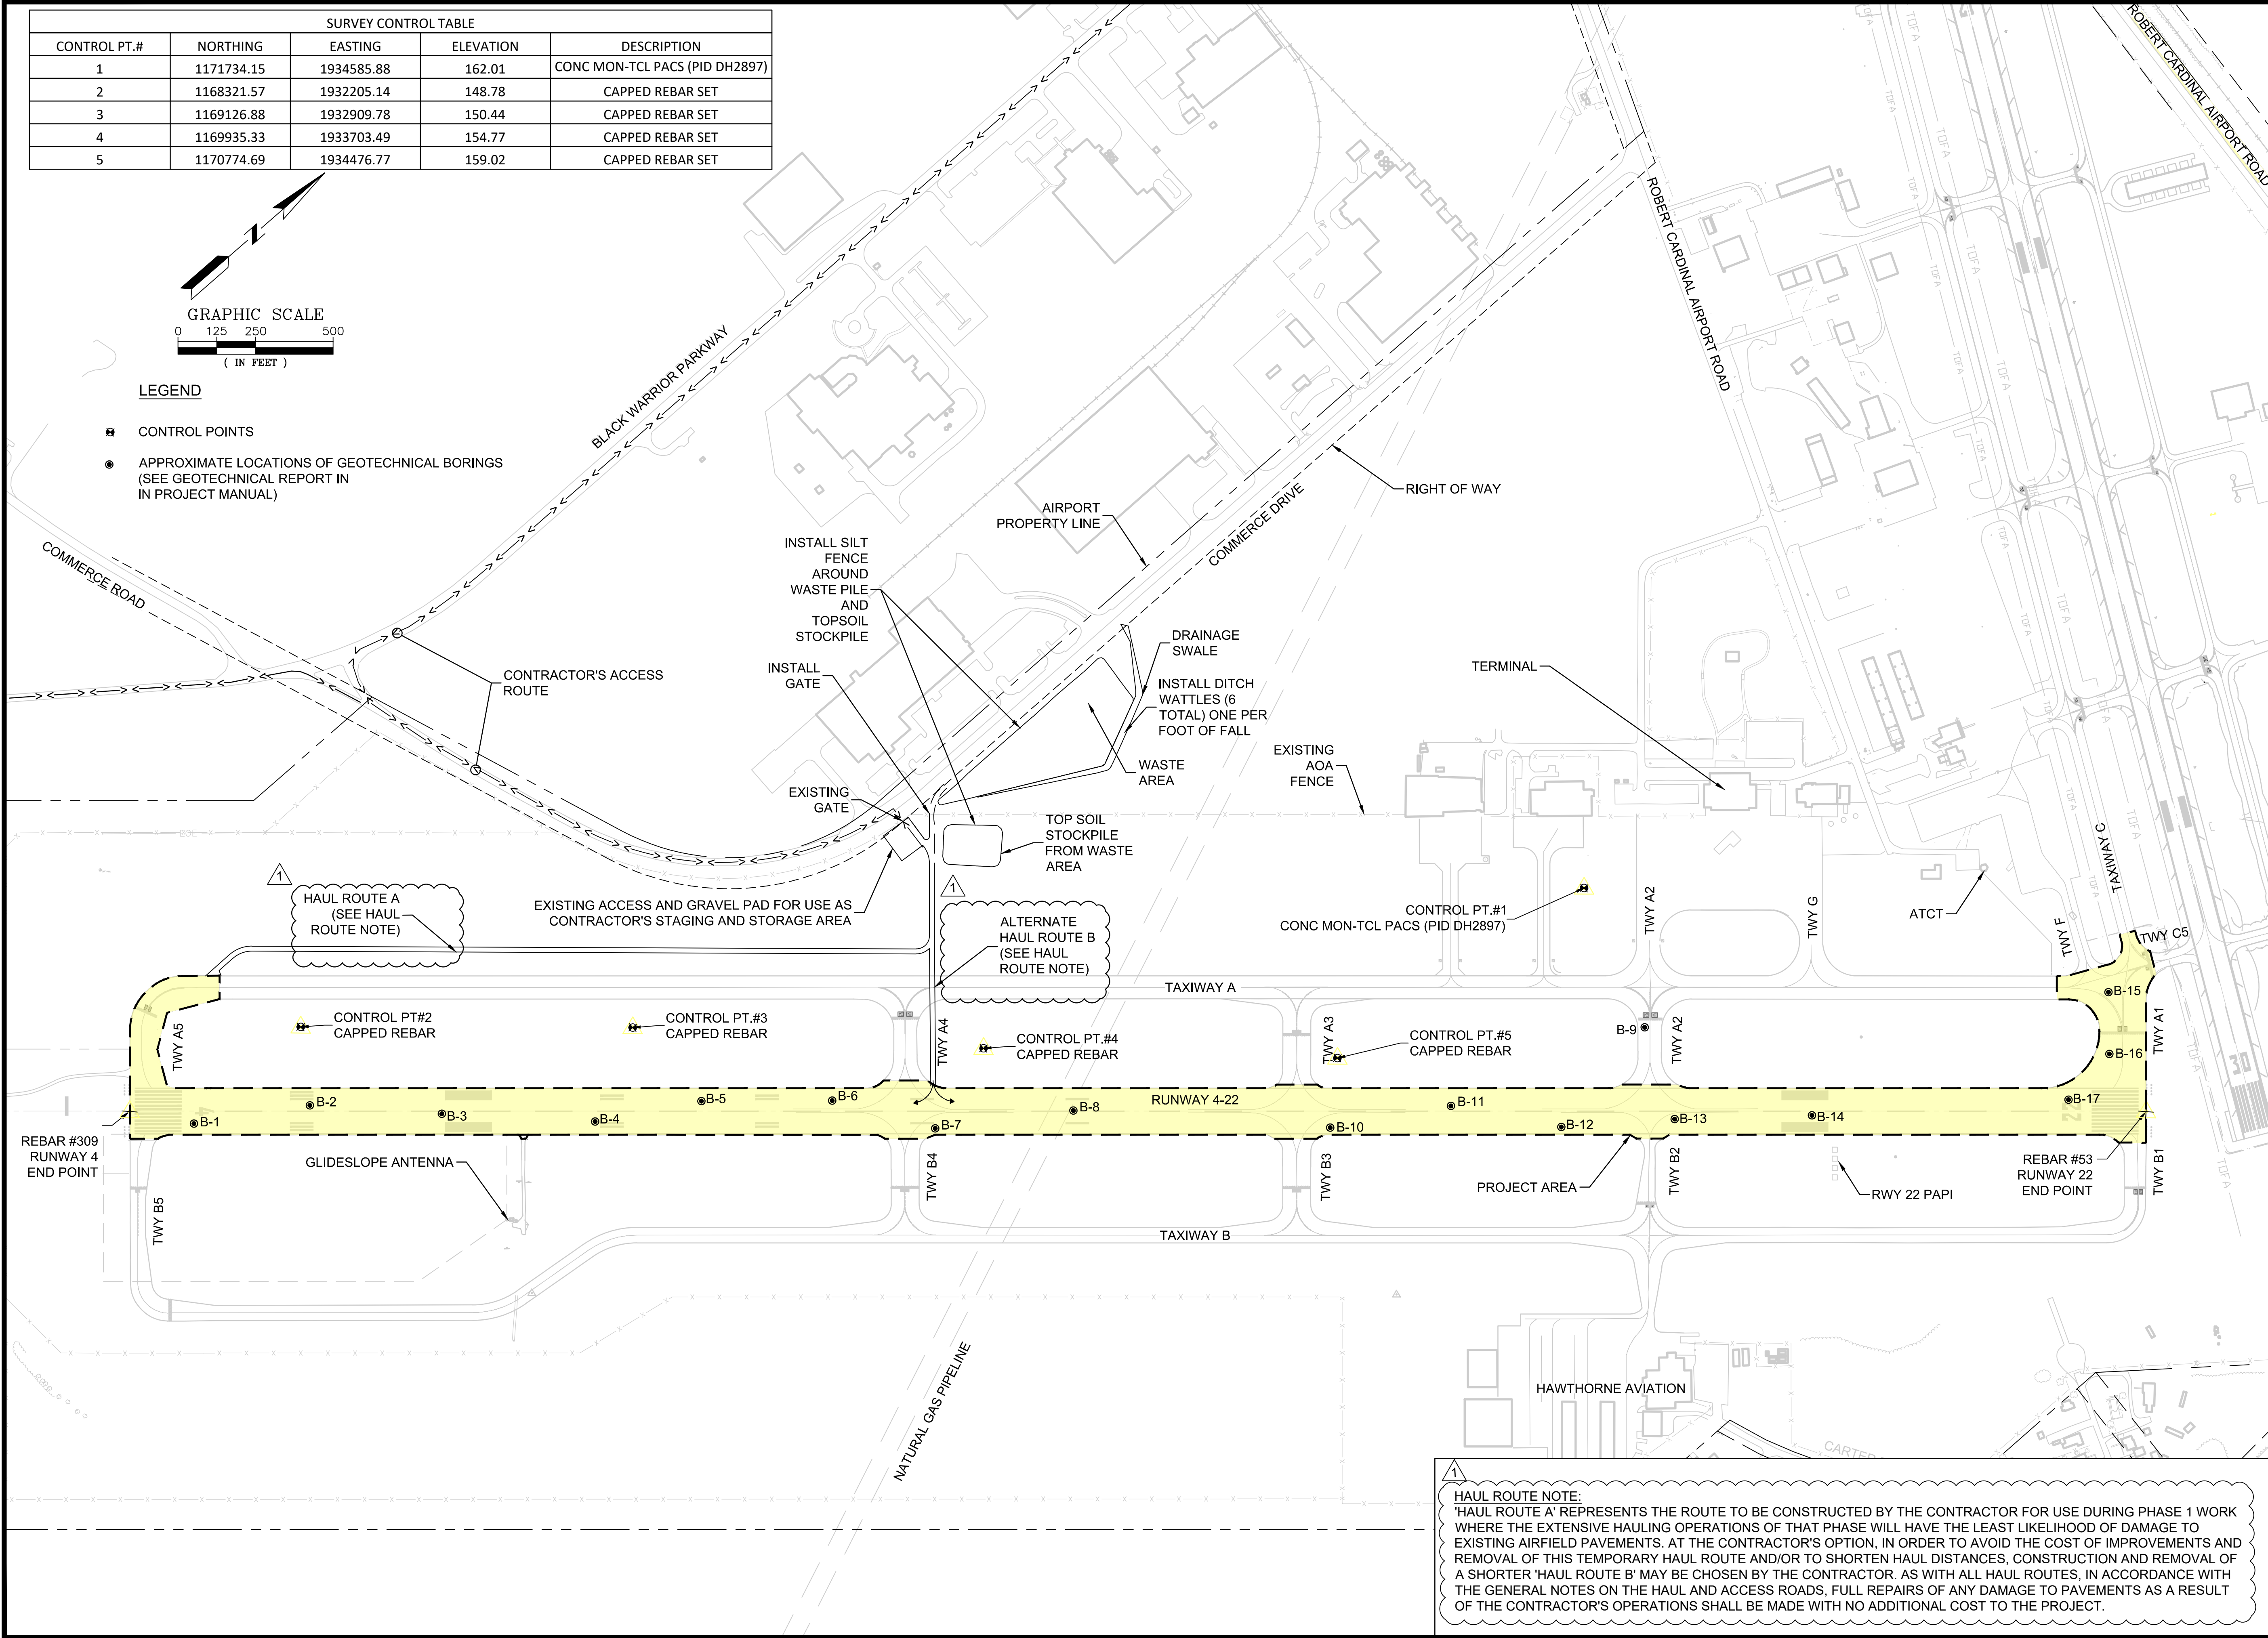 SURVEY CONTROL TABLE
CONTROL PT.# NORTHING EASTING ELEVATION DESCRIPTION
1 1171734.15 1934585.88 162.01 CONC MON-TCL PACS (PID DH2897)
2 1168321.57 1932205.14 148.78 CAPPED REBAR SET
3 1169126.88 1932909.78 150.44 CAPPED REBAR SET
4 1169935.33 1933703.49 154.77 CAPPED REBAR SET
5 1170774.69 1934476.77 159.02 CAPPED REBAR SET
N
GRAPHIC SCALE
0 125 250 500
( IN FEET )
LEGEND
CONTROL POINTS
APPROXIMATE LOCATIONS OF GEOTECHNICAL BORINGS
(SEE GEOTECHNICAL REPORT IN
IN PROJECT MANUAL)
ROBERT CARDINAL AIRPORT ROAD
ROBERT CARDINAL AIRPORT ROAD
BLACK WARRIOR PARKWAY
COMMERCE ROAD
COMMERCE DRIVE
RIGHT OF WAY
AIRPORT
PROPERTY LINE
INSTALL SILT
FENCE
AROUND
WASTE PILE
AND
TOPSOIL
STOCKPILE
CONTRACTOR'S ACCESS
ROUTE
INSTALL
GATE
DRAINAGE
SWALE
INSTALL DITCH
WATTLES (6
TOTAL) ONE PER
FOOT OF FALL
WASTE
AREA
EXISTING
AOA
FENCE
TERMINAL
EXISTING
GATE
TOP SOIL
STOCKPILE
FROM WASTE
AREA
EXISTING ACCESS AND GRAVEL PAD FOR USE AS
CONTRACTOR'S STAGING AND STORAGE AREA
1
HAUL ROUTE A
(SEE HAUL
ROUTE NOTE)
1
ALTERNATE
HAUL ROUTE B
(SEE HAUL
ROUTE NOTE)
CONTROL PT.#1
CONC MON-TCL PACS (PID DH2897)
TWY A2
TWY G
ATCT
TWY F
TAXIWAY C
TWY C5
TAXIWAY A
CONTROL PT#2
CAPPED REBAR
CONTROL PT.#3
CAPPED REBAR
CONTROL PT.#4
CAPPED REBAR
CONTROL PT.#5
CAPPED REBAR
TWY A5
TWY A4
TWY A3
TWY A2
TWY A1
B-9
B-15
B-16
B-17
B-1
B-2
B-3
B-4
B-5
B-6
B-7
B-8
RUNWAY 4-22
B-10
B-11
B-12
B-13
B-14
4
22
REBAR #309
RUNWAY 4
END POINT
GLIDESLOPE ANTENNA
TWY B5
TWY B4
TWY B3
TWY B2
TWY B1
PROJECT AREA
RWY 22 PAPI
REBAR #53
RUNWAY 22
END POINT
TAXIWAY B
NATURAL GAS PIPELINE
HAWTHORNE AVIATION
CARTER
TOFA
TOFA
TOFA
TOFA
TOFA
TOFA
TOFA
TOFA
30
1
HAUL ROUTE NOTE:
'HAUL ROUTE A' REPRESENTS THE ROUTE TO BE CONSTRUCTED BY THE CONTRACTOR FOR USE DURING PHASE 1 WORK
WHERE THE EXTENSIVE HAULING OPERATIONS OF THAT PHASE WILL HAVE THE LEAST LIKELIHOOD OF DAMAGE TO
EXISTING AIRFIELD PAVEMENTS. AT THE CONTRACTOR'S OPTION, IN ORDER TO AVOID THE COST OF IMPROVEMENTS AND
REMOVAL OF THIS TEMPORARY HAUL ROUTE AND/OR TO SHORTEN HAUL DISTANCES, CONSTRUCTION AND REMOVAL OF
A SHORTER 'HAUL ROUTE B' MAY BE CHOSEN BY THE CONTRACTOR. AS WITH ALL HAUL ROUTES, IN ACCORDANCE WITH
THE GENERAL NOTES ON THE HAUL AND ACCESS ROADS, FULL REPAIRS OF ANY DAMAGE TO PAVEMENTS AS A RESULT
OF THE CONTRACTOR'S OPERATIONS SHALL BE MADE WITH NO ADDITIONAL COST TO THE PROJECT.